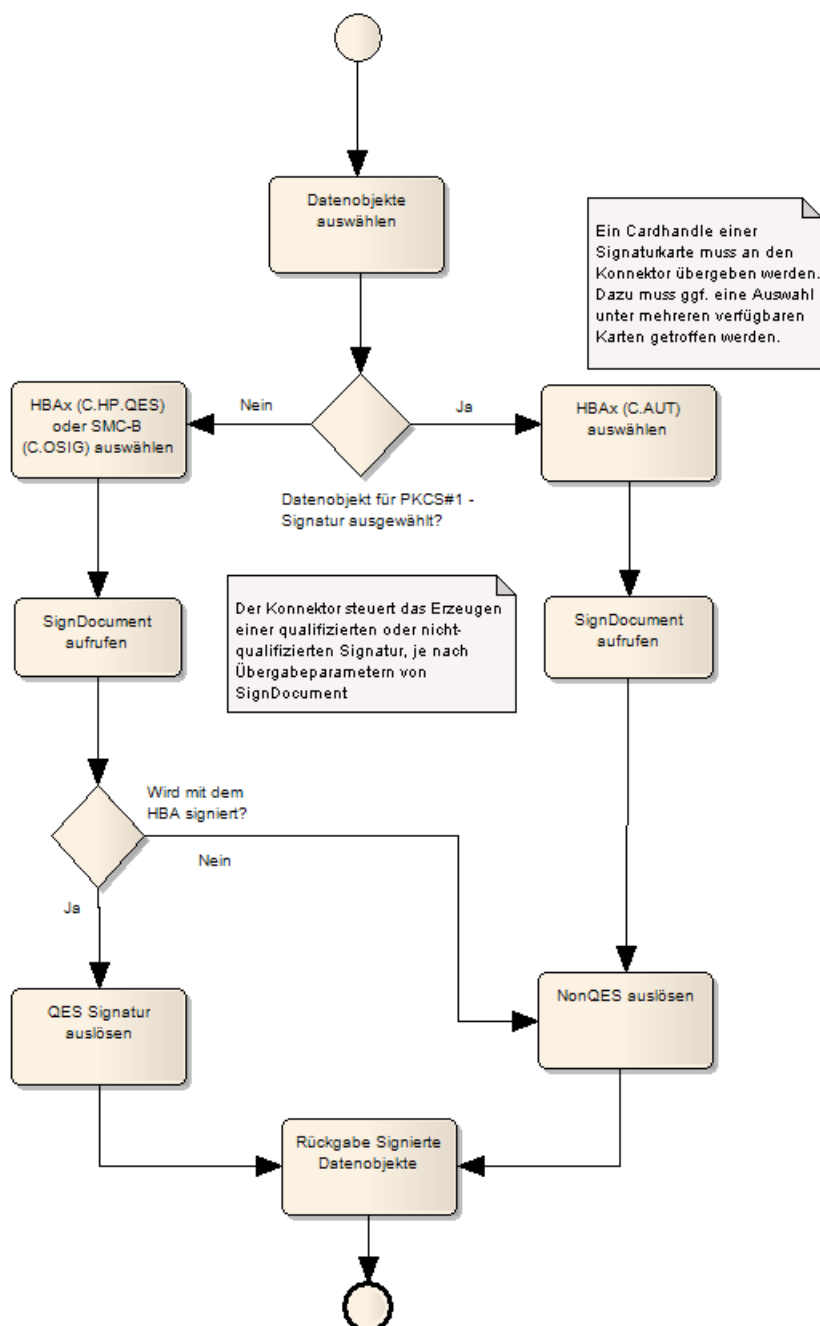 Datenobjekte
auswählen
Ein Cardhandle einer
Signaturkarte muss an den
Konnektor übergeben werden.
Dazu muss ggf. eine Auswahl
unter mehreren verfügbaren
Karten getroffen werden.
HBAx (C.HP.QES)
oder SMC-B
(C.OSIG) auswählen
Nein
Ja
HBAx (C.AUT)
auswählen
Datenobjekt für PKCS#1 -
Signatur ausgewählt?
SignDocument
aufrufen
Der Konnektor steuert das Erzeugen
einer qualifizierten oder nicht-
qualifizierten Signatur, je nach
Übergabeparametern von
SignDocument
SignDocument
aufrufen
Wird mit dem
HBA signiert?
Nein
Ja
QES Signatur
auslösen
NonQES auslösen
Rückgabe Signierte
Datenobjekte